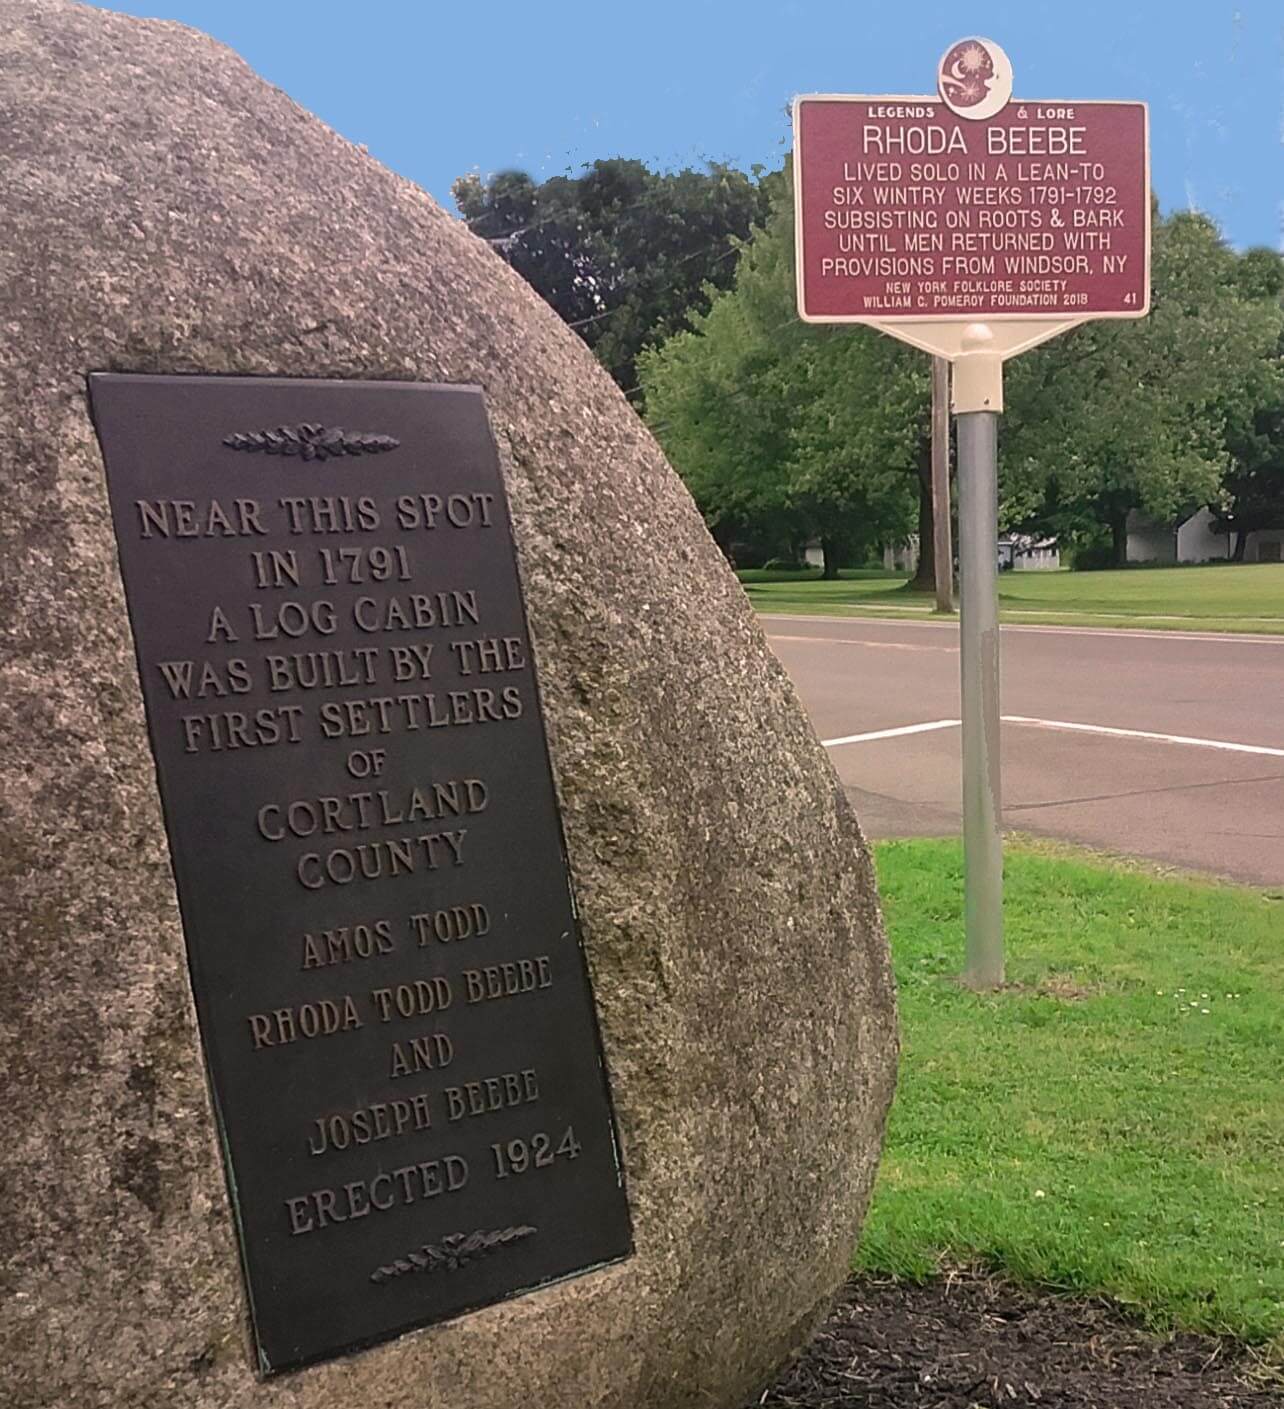 NEAR THIS SPOT
IN 1791
A LOG CABIN
WAS BUILT BY THE
FIRST SETTLERS
OF
CORTLAND
COUNTY
AMOS TODD
RHODA TODD BEEBE
AND
JOSEPH BEEBE
ERECTED 1924
LEGENDS & LORE
RHODA BEEBE
LIVED SOLO IN A LEAN-TO
SIX WINTRY WEEKS 1791-1792
SUBSISTING ON ROOTS & BARK
UNTIL MEN RETURNED WITH
PROVISIONS FROM WINDSOR, NY
NEW YORK FOLKLORE SOCIETY
WILLIAM G. POMEROY FOUNDATION 2018 41